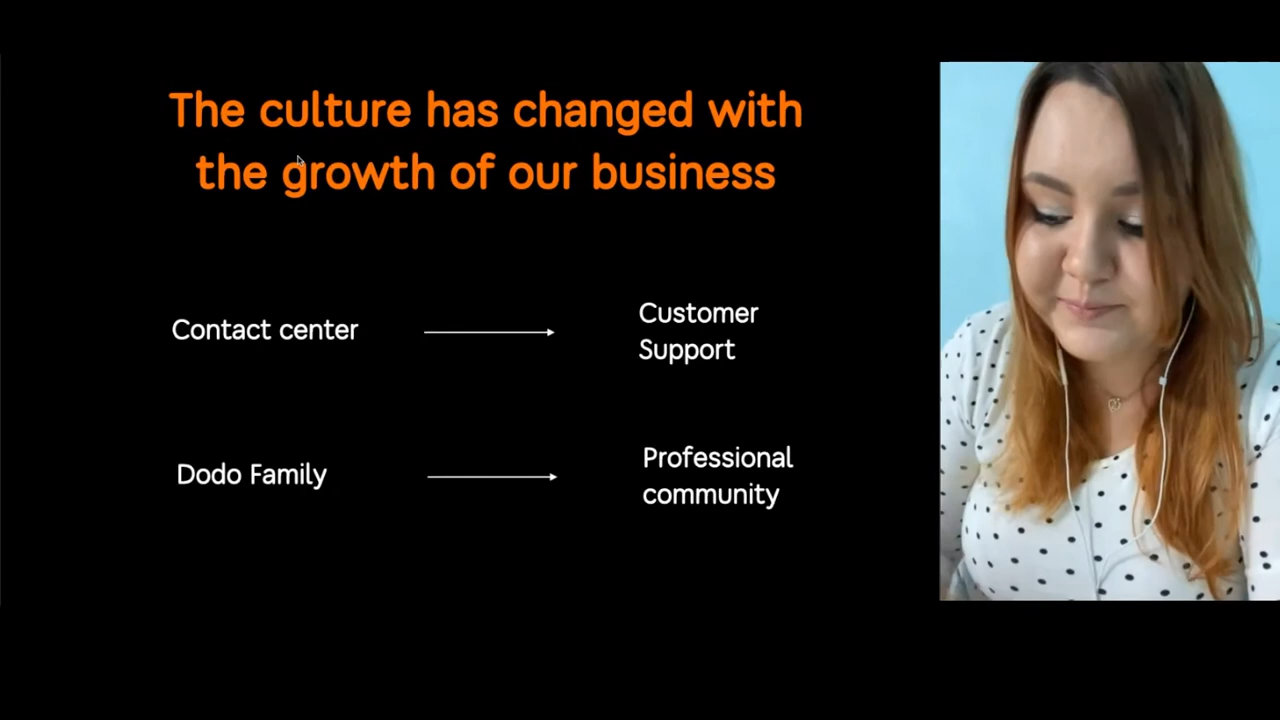 The culture has changed with
the growth of our business
Contact center
Customer
Support
Dodo Family
Professional
community